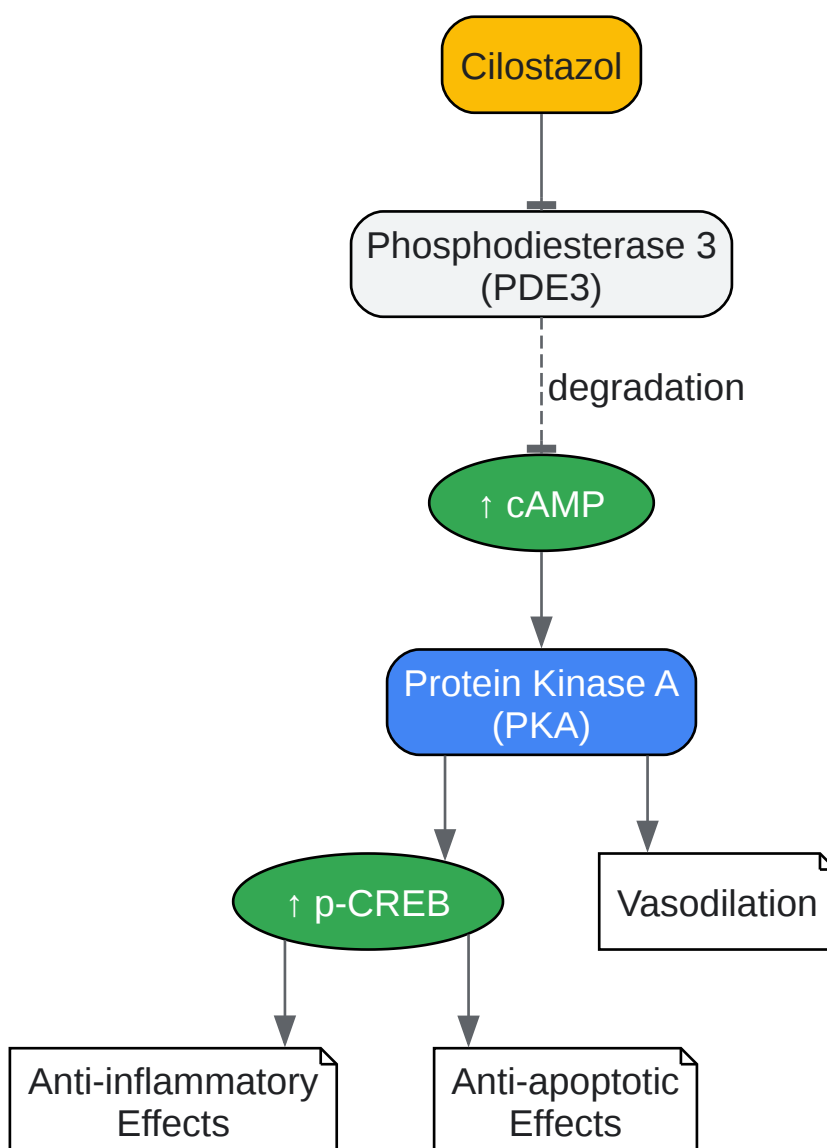 Cilostazol
Phosphodiesterase 3
(PDE3)
degradation
↑ cAMP
Protein Kinase A
(PKA)
↑ p-CREB
Vasodilation
Anti-inflammatory
Effects
Anti-apoptotic
Effects